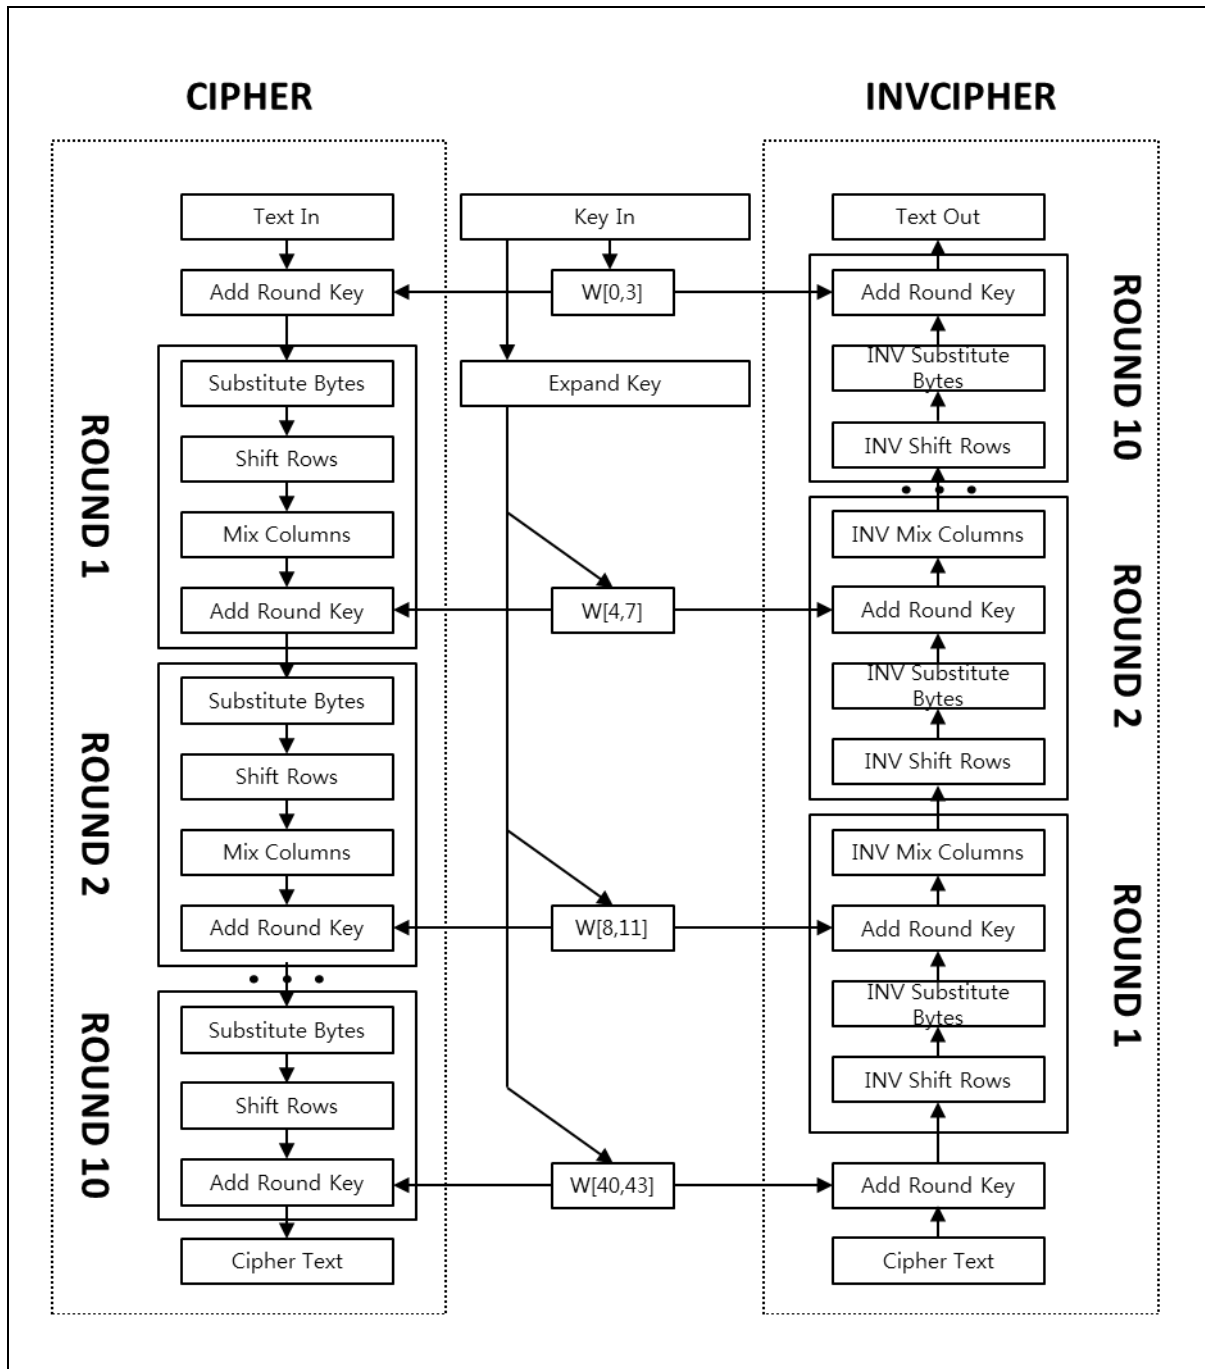 CIPHER
INVCIPHER
Text In
Key In
Text Out
Add Round Key
W[0,3]
Add Round Key
Substitute Bytes
Expand Key
INV Substitute
Bytes
ROUND 10
Shift Rows
INV Shift Rows
ROUND 1
• • •
Mix Columns
INV Mix Columns
Add Round Key
W[4,7]
Add Round Key
ROUND 2
Substitute Bytes
INV Substitute
Bytes
Shift Rows
INV Shift Rows
ROUND 2
Mix Columns
INV Mix Columns
Add Round Key
W[8,11]
Add Round Key
ROUND 1
• • •
Substitute Bytes
INV Substitute
Bytes
Shift Rows
INV Shift Rows
ROUND 10
Add Round Key
W[40,43]
Add Round Key
Cipher Text
Cipher Text